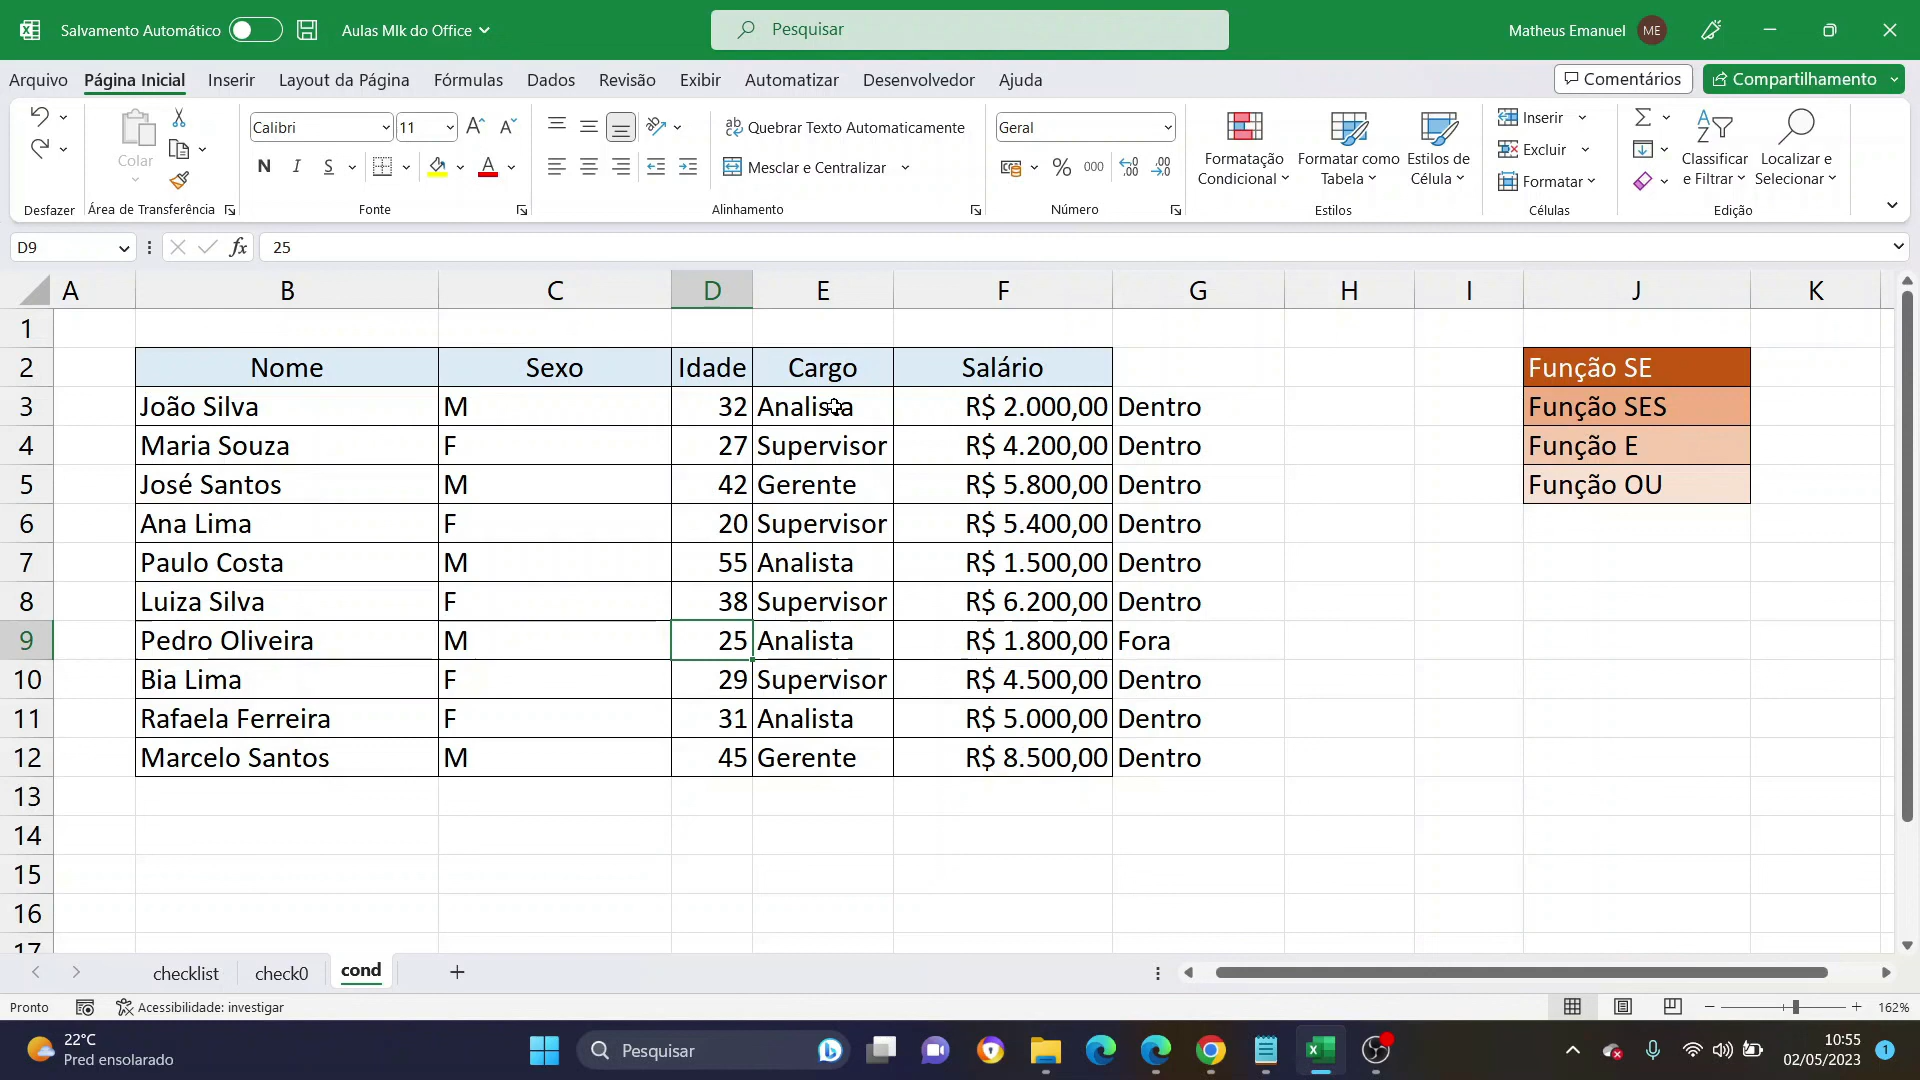 Salvamento Automático
Aulas Mlk do Office
Pesquisar
Matheus Emanuel
ME
Arquivo
Página Inicial
Inserir
Layout da Página
Fórmulas
Dados
Revisão
Exibir
Automatizar
Desenvolvedor
Ajuda
Comentários
Compartilhamento
Colar
Calibri
11
N
I
S
A
Quebrar Texto Automaticamente
Mesclar e Centralizar
Geral
%
000
Formatação Condicional
Formatar como Tabela
Estilos de Célula
Inserir
Excluir
Formatar
Classificar e Filtrar
Localizar e Selecionar
Desfazer
Área de Transferência
Fonte
Alinhamento
Número
Estilos
Células
Edição
D9
fx
25
A B C D E F G H I J K
1
2 Nome Sexo Idade Cargo Salário Função SE
3 João Silva M 32 Analista R$ 2.000,00 Dentro Função SES
4 Maria Souza F 27 Supervisor R$ 4.200,00 Dentro Função E
5 José Santos M 42 Gerente R$ 5.800,00 Dentro Função OU
6 Ana Lima F 20 Supervisor R$ 5.400,00 Dentro
7 Paulo Costa M 55 Analista R$ 1.500,00 Dentro
8 Luiza Silva F 38 Supervisor R$ 6.200,00 Dentro
9 Pedro Oliveira M 25 Analista R$ 1.800,00 Fora
10 Bia Lima F 29 Supervisor R$ 4.500,00 Dentro
11 Rafaela Ferreira F 31 Analista R$ 5.000,00 Dentro
12 Marcelo Santos M 45 Gerente R$ 8.500,00 Dentro
13
14
15
16
17
checklist
check0
cond
Pronto
Acessibilidade: investigar
162%
22°C
Pred ensolarado
Pesquisar
10:55
02/05/2023
1